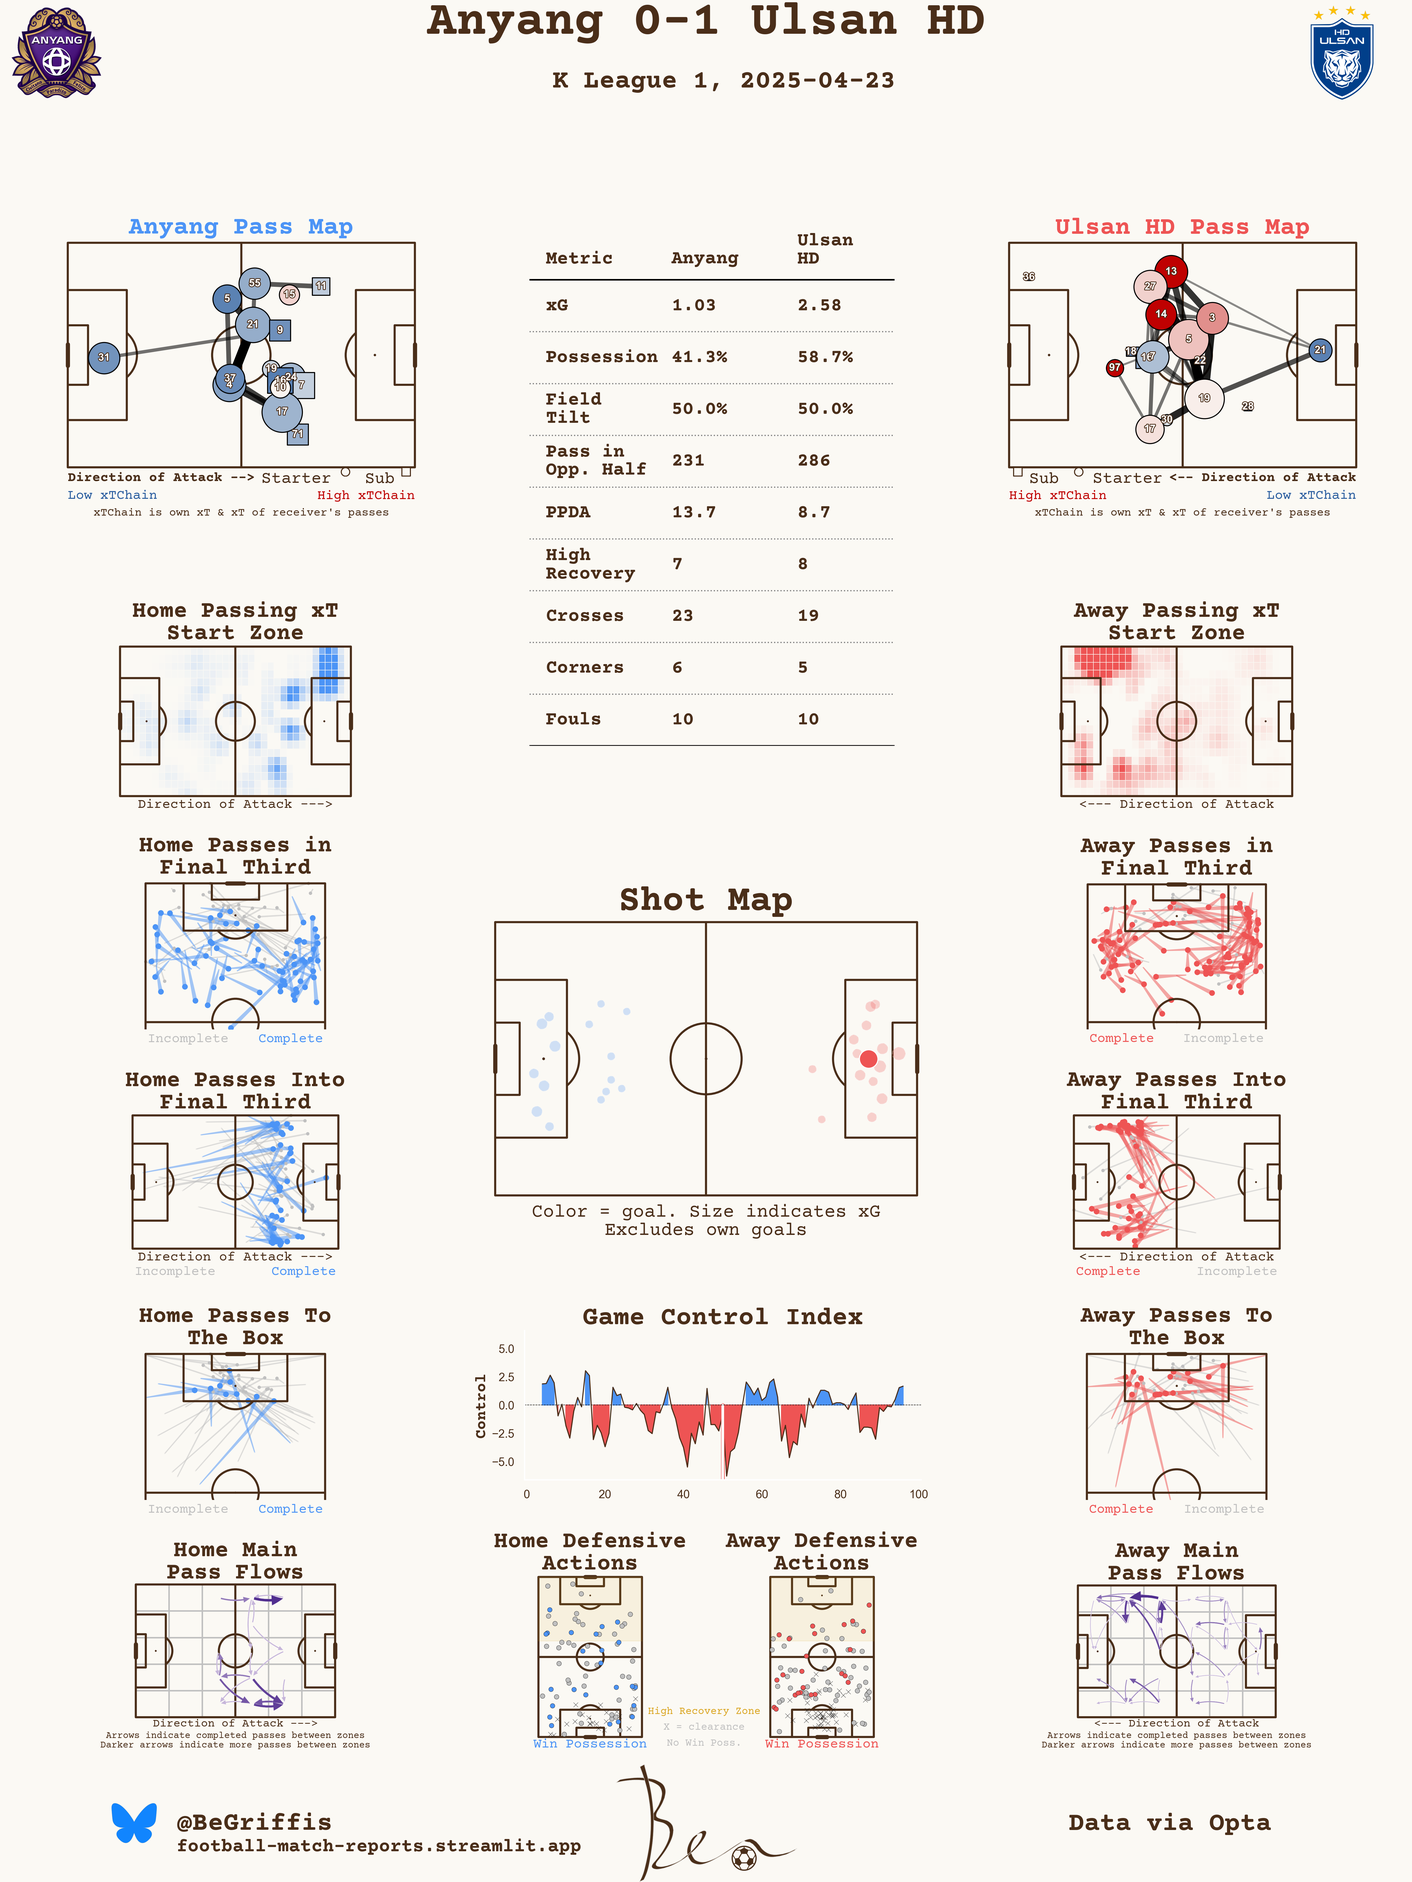 Anyang 0-1 Ulsan HD
K League 1, 2025-04-23
ANYANG
HD
ULSAN
Anyang Pass Map
55
11
15
5
21
9
31
19
37
4
24
16
10
7
17
71
Direction of Attack --> Starter Sub
Low xTChain High xTChain
xTChain is own xT & xT of receiver's passes
Metric Anyang Ulsan HD
xG 1.03 2.58
Possession 41.3% 58.7%
Field Tilt 50.0% 50.0%
Pass in Opp. Half 231 286
PPDA 13.7 8.7
High Recovery 7 8
Crosses 23 19
Corners 6 5
Fouls 10 10
Ulsan HD Pass Map
36
13
27
14
3
5
18
22
21
97
19
28
30
17
Sub Starter <-- Direction of Attack
High xTChain Low xTChain
xTChain is own xT & xT of receiver's passes
Home Passing xT
Start Zone
Direction of Attack --->
Home Passes in
Final Third
Incomplete Complete
Home Passes Into
Final Third
Direction of Attack --->
Incomplete Complete
Home Passes To
The Box
Incomplete Complete
Home Main
Pass Flows
Direction of Attack --->
Arrows indicate completed passes between zones
Darker arrows indicate more passes between zones
Shot Map
Color = goal. Size indicates xG
Excludes own goals
Game Control Index
Control
5.0
2.5
0.0
−2.5
−5.0
0 20 40 60 80 100
Home Defensive
Actions
Win Possession
Away Defensive
Actions
Win Possession
High Recovery Zone
X = clearance
No Win Poss.
Away Passing xT
Start Zone
<--- Direction of Attack
Away Passes in
Final Third
Complete Incomplete
Away Passes Into
Final Third
<--- Direction of Attack
Complete Incomplete
Away Passes To
The Box
Complete Incomplete
Away Main
Pass Flows
<--- Direction of Attack
Arrows indicate completed passes between zones
Darker arrows indicate more passes between zones
@BeGriffis
football-match-reports.streamlit.app
Ben
Data via Opta